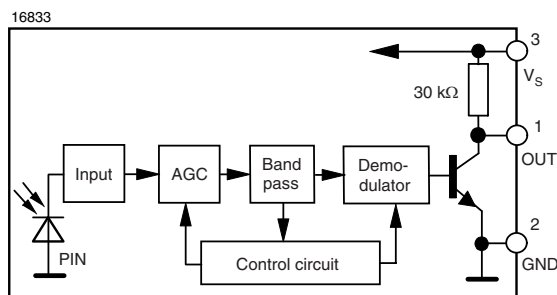 16833
3
V_S
30 kΩ
1
OUT
Input
AGC
Band
pass
Demo-
dulator
2
GND
PIN
Control circuit